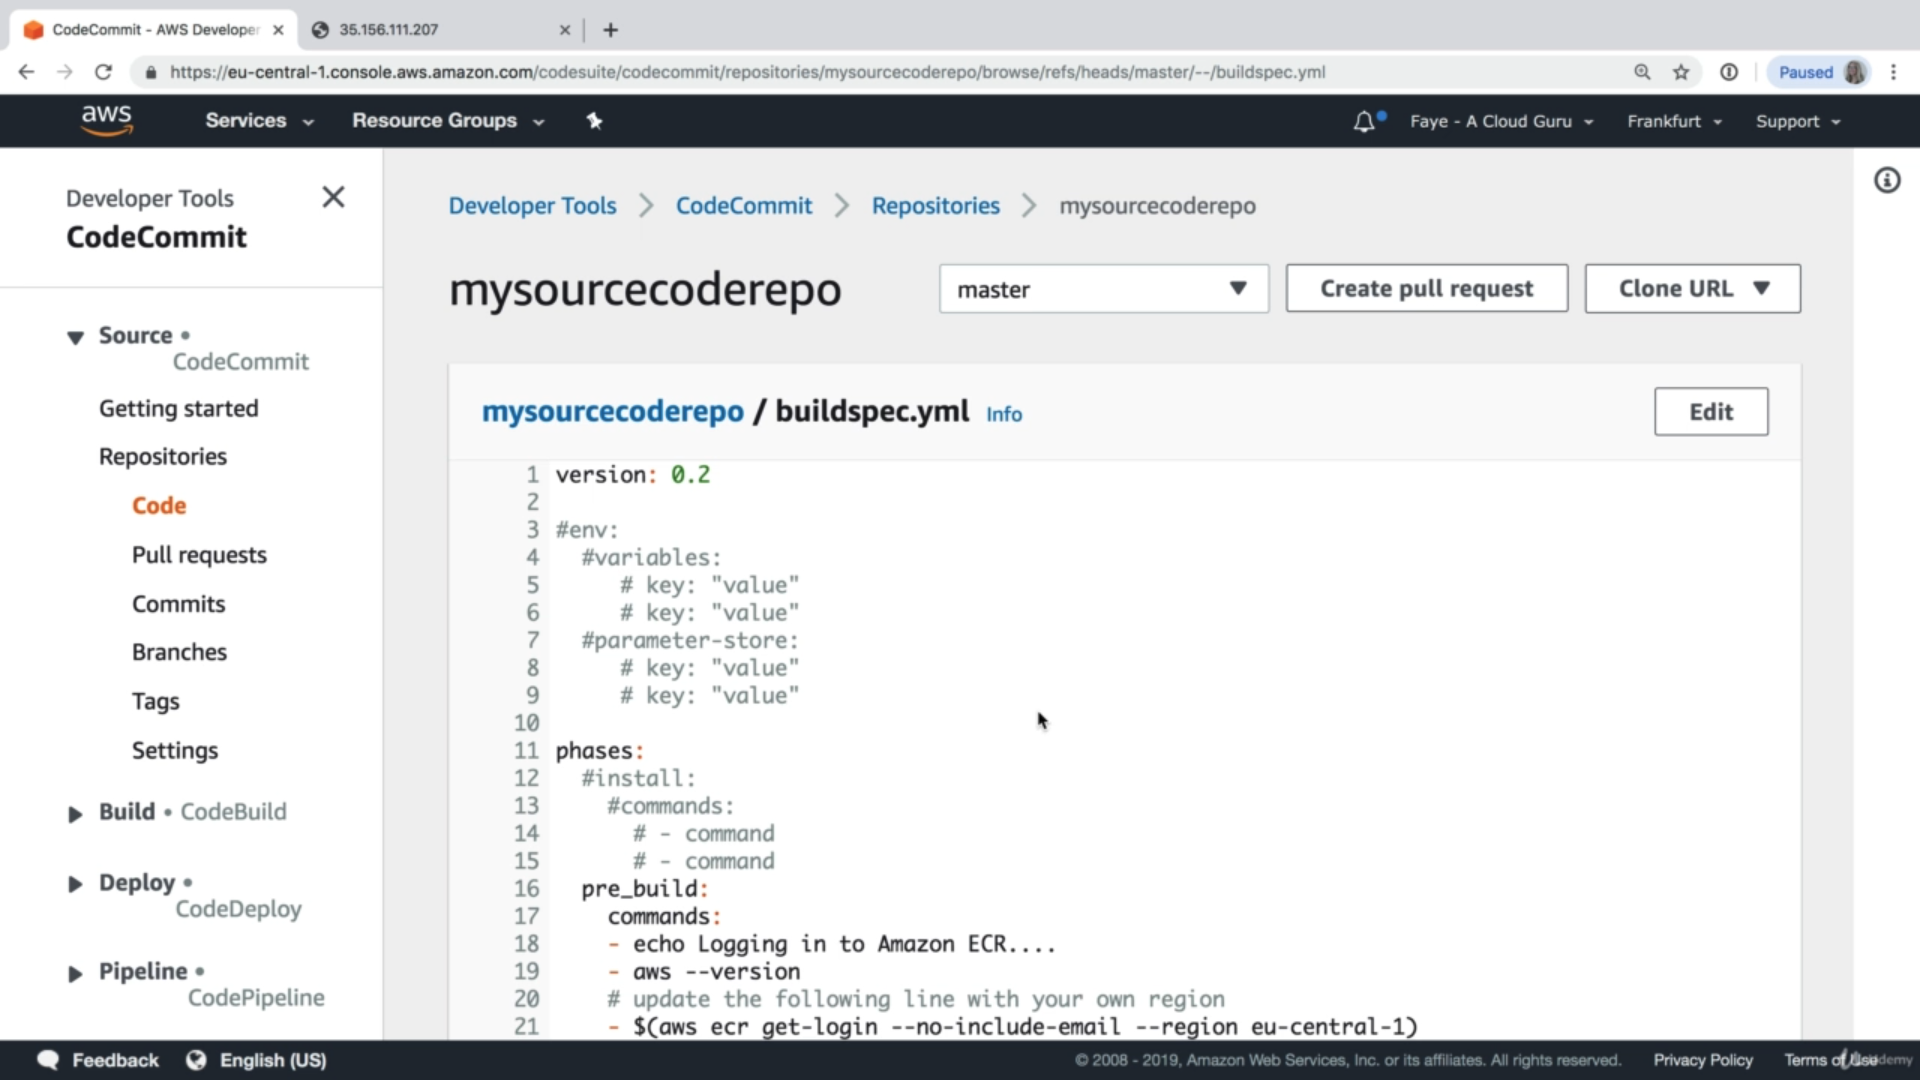 CodeCommit - AWS Developer
35.156.111.207
https://eu-central-1.console.aws.amazon.com/codesuite/codecommit/repositories/mysourcecoderepo/browse/refs/heads/master/--/buildspec.yml
Paused
aws
Services
Resource Groups
Faye - A Cloud Guru
Frankfurt
Support
Developer Tools
CodeCommit
Source •
CodeCommit
Getting started
Repositories
Code
Pull requests
Commits
Branches
Tags
Settings
Build • CodeBuild
Deploy •
CodeDeploy
Pipeline •
CodePipeline
Developer Tools
CodeCommit
Repositories
mysourcecoderepo
mysourcecoderepo
master
Create pull request
Clone URL
mysourcecoderepo / buildspec.yml Info
Edit
1 version: 0.2
2
3 #env:
4   #variables:
5      # key: "value"
6      # key: "value"
7   #parameter-store:
8      # key: "value"
9      # key: "value"
10
11 phases:
12   #install:
13     #commands:
14       # - command
15       # - command
16   pre_build:
17     commands:
18     - echo Logging in to Amazon ECR....
19     - aws --version
20     # update the following line with your own region
21     - $(aws ecr get-login --no-include-email --region eu-central-1)
Feedback
English (US)
© 2008 - 2019, Amazon Web Services, Inc. or its affiliates. All rights reserved.
Privacy Policy
Terms of Use